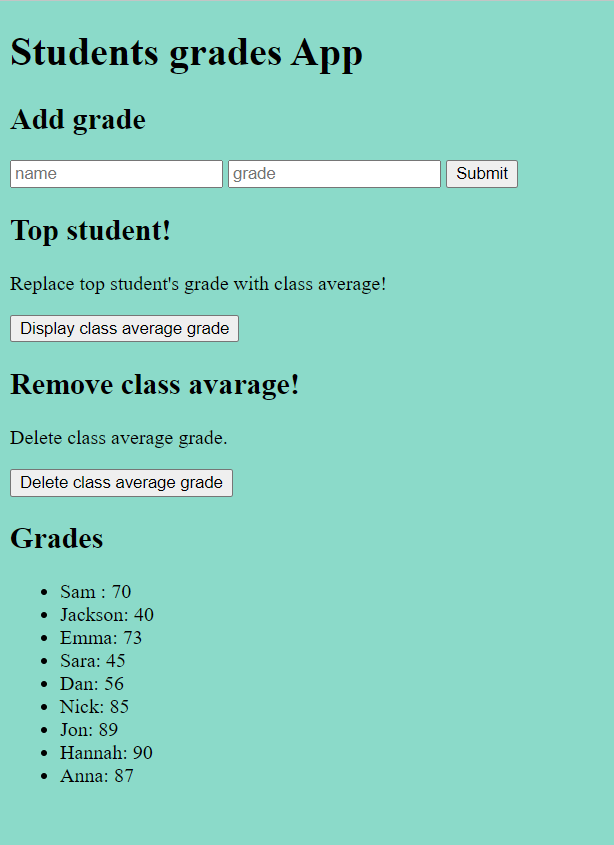 Students grades App
Add grade
name grade Submit
Top student!
Replace top student's grade with class average!
Display class average grade
Remove class avarage!
Delete class average grade.
Delete class average grade
Grades
Sam : 70
Jackson: 40
Emma: 73
Sara: 45
Dan: 56
Nick: 85
Jon: 89
Hannah: 90
Anna: 87